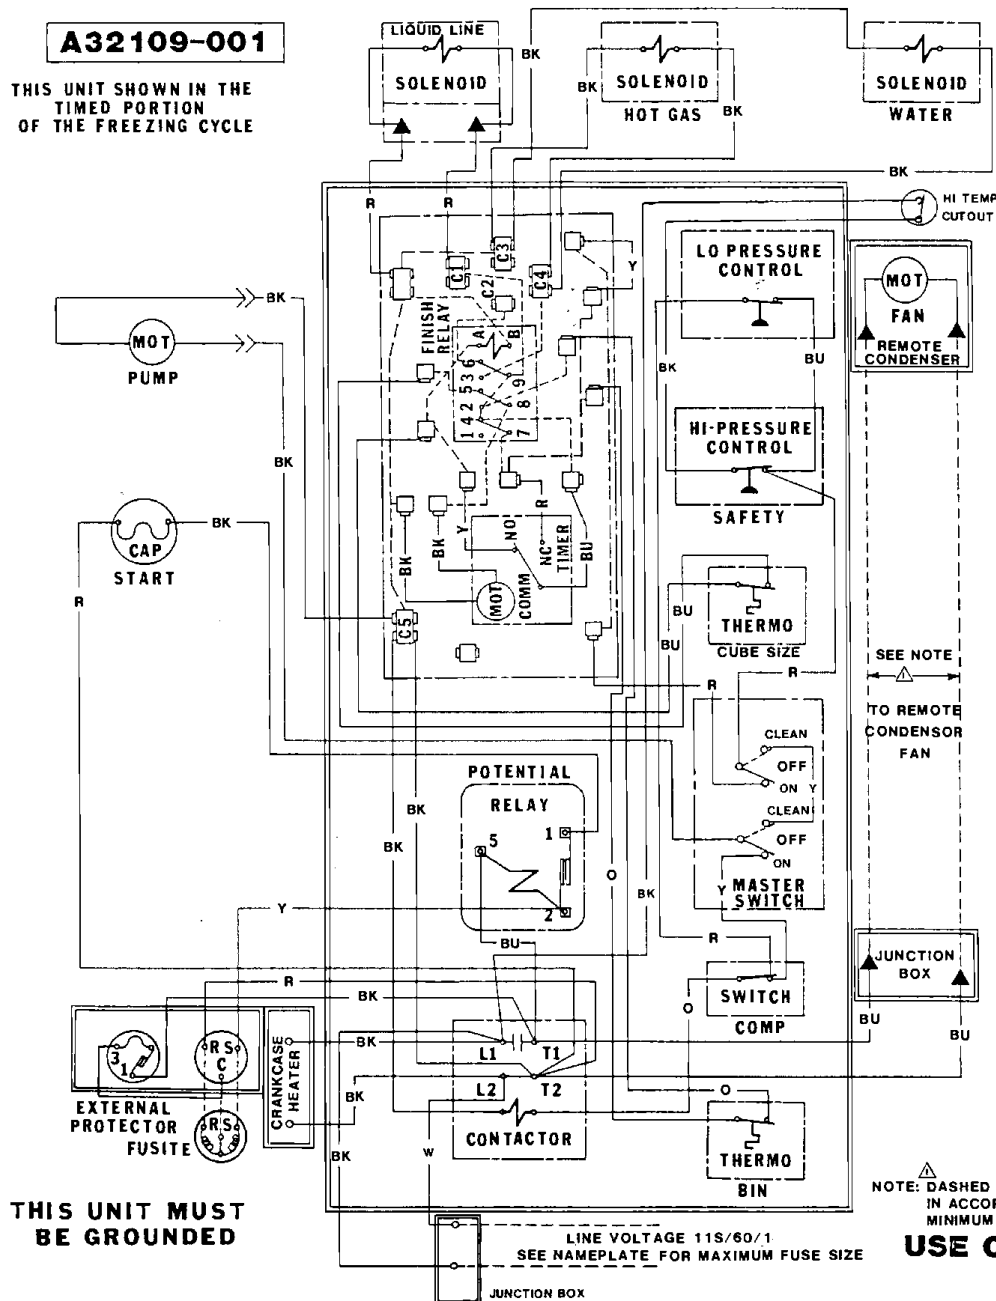 A32109-001
THIS UNIT SHOWN IN THE
TIMED PORTION
OF THE FREEZING CYCLE
LIQUID LINE
SOLENOID
BK
SOLENOID
HOT GAS
BK
BK
SOLENOID
WATER
BK
R
R
HI TEMP
CUTOUT
C1
C2
C3
C4
Y
FINISH
RELAY
A
B
6
3
5
2
4
1
9
8
7
LO PRESSURE
CONTROL
MOT
FAN
REMOTE
CONDENSER
BK
MOT
PUMP
BK
BK
BU
HI-PRESSURE
CONTROL
SAFETY
CAP
START
BK
R
BK
BK
Y
NO
R
NC
TIMER
BU
COMM
MOT
C5
BU
BU
THERMO
CUBE SIZE
R
R
SEE NOTE
TO REMOTE
CONDENSOR
FAN
CLEAN
OFF
ON
Y
CLEAN
OFF
ON
Y
MASTER
SWITCH
POTENTIAL
RELAY
1
5
2
BK
BK
O
BK
Y
BU
R
SWITCH
COMP
O
JUNCTION
BOX
BU
BU
R
BK
BK
L1
T1
L2
T2
CONTACTOR
3
1
R S
C
EXTERNAL
PROTECTOR
R S
FUSITE
CRANKCASE
HEATER
BK
BK
W
O
THERMO
BIN
THIS UNIT MUST
BE GROUNDED
LINE VOLTAGE 11S/60/1
SEE NAMEPLATE FOR MAXIMUM FUSE SIZE
JUNCTION BOX
NOTE: DASHED
IN ACCOR
MINIMUM
USE C